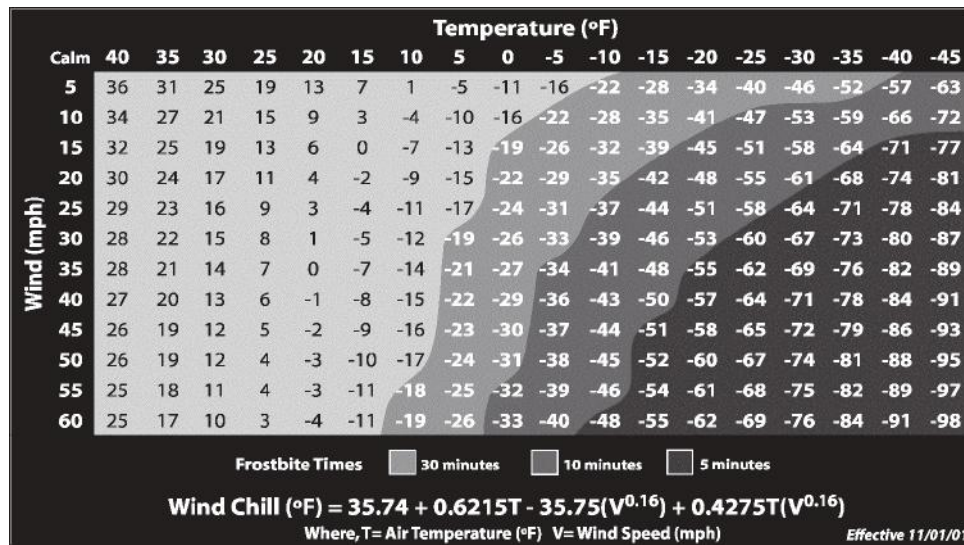 Temperature (ºF)
Calm 40 35 30 25 20 15 10 5 0 -5 -10 -15 -20 -25 -30 -35 -40 -45
5 36 31 25 19 13 7 1 -5 -11 -16 -22 -28 -34 -40 -46 -52 -57 -63
10 34 27 21 15 9 3 -4 -10 -16 -22 -28 -35 -41 -47 -53 -59 -66 -72
15 32 25 19 13 6 0 -7 -13 -19 -26 -32 -39 -45 -51 -58 -64 -71 -77
20 30 24 17 11 4 -2 -9 -15 -22 -29 -35 -42 -48 -55 -61 -68 -74 -81
25 29 23 16 9 3 -4 -11 -17 -24 -31 -37 -44 -51 -58 -64 -71 -78 -84
30 28 22 15 8 1 -5 -12 -19 -26 -33 -39 -46 -53 -60 -67 -73 -80 -87
35 28 21 14 7 0 -7 -14 -21 -27 -34 -41 -48 -55 -62 -69 -76 -82 -89
40 27 20 13 6 -1 -8 -15 -22 -29 -36 -43 -50 -57 -64 -71 -78 -84 -91
45 26 19 12 5 -2 -9 -16 -23 -30 -37 -44 -51 -58 -65 -72 -79 -86 -93
50 26 19 12 4 -3 -10 -17 -24 -31 -38 -45 -52 -60 -67 -74 -81 -88 -95
55 25 18 11 4 -3 -11 -18 -25 -32 -39 -46 -54 -61 -68 -75 -82 -89 -97
60 25 17 10 3 -4 -11 -19 -26 -33 -40 -48 -55 -62 -69 -76 -84 -91 -98
Wind (mph)
Frostbite Times 30 minutes 10 minutes 5 minutes
Wind Chill (ºF) = 35.74 + 0.6215T - 35.75(V^0.16) + 0.4275T(V^0.16)
Where, T= Air Temperature (ºF) V= Wind Speed (mph) Effective 11/01/01